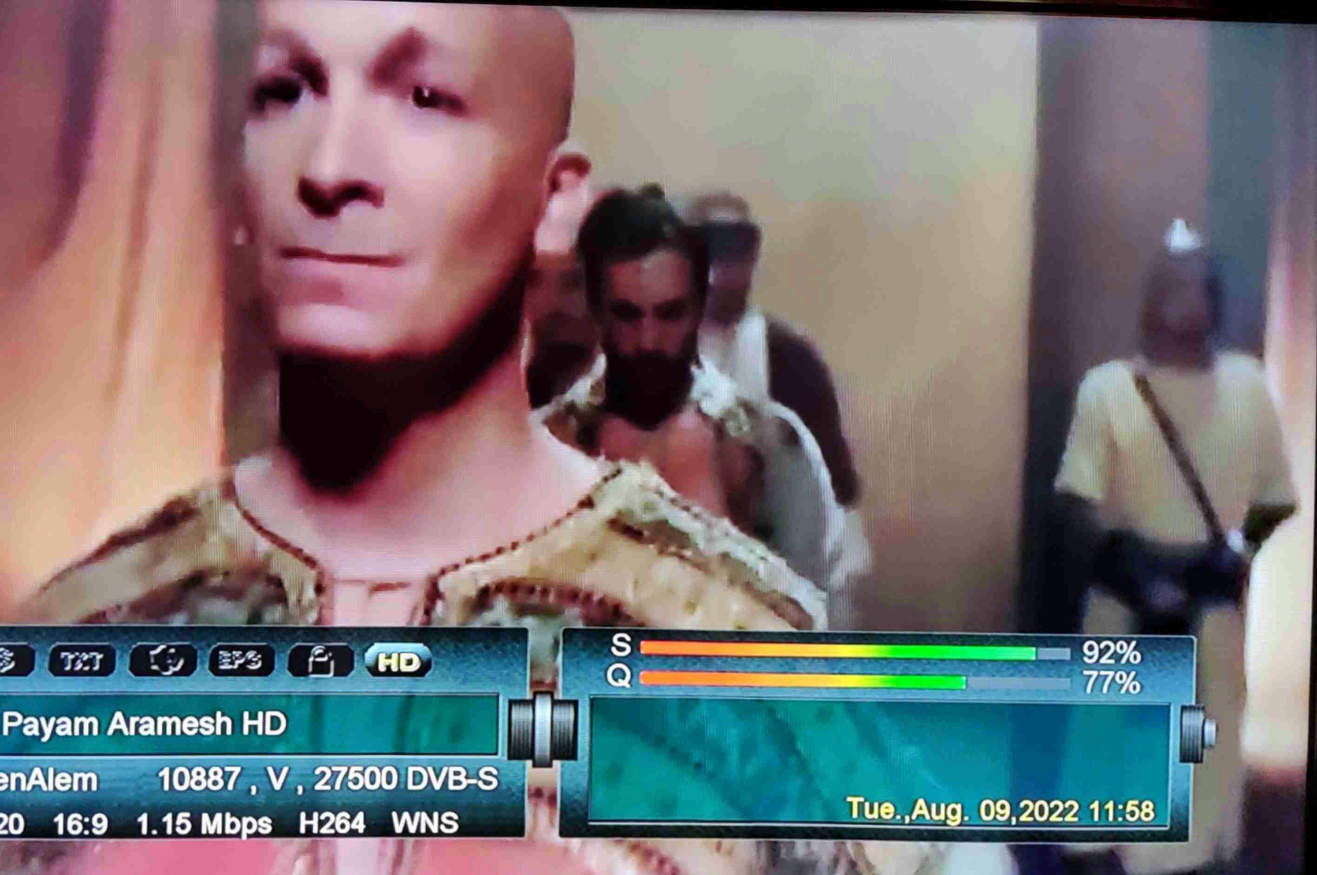 TXT EPG HD
S 92%
Q 77%
Payam Aramesh HD
enAlem 10887 , V , 27500 DVB-S
20 16:9 1.15 Mbps H264 WNS
Tue.,Aug. 09,2022 11:58